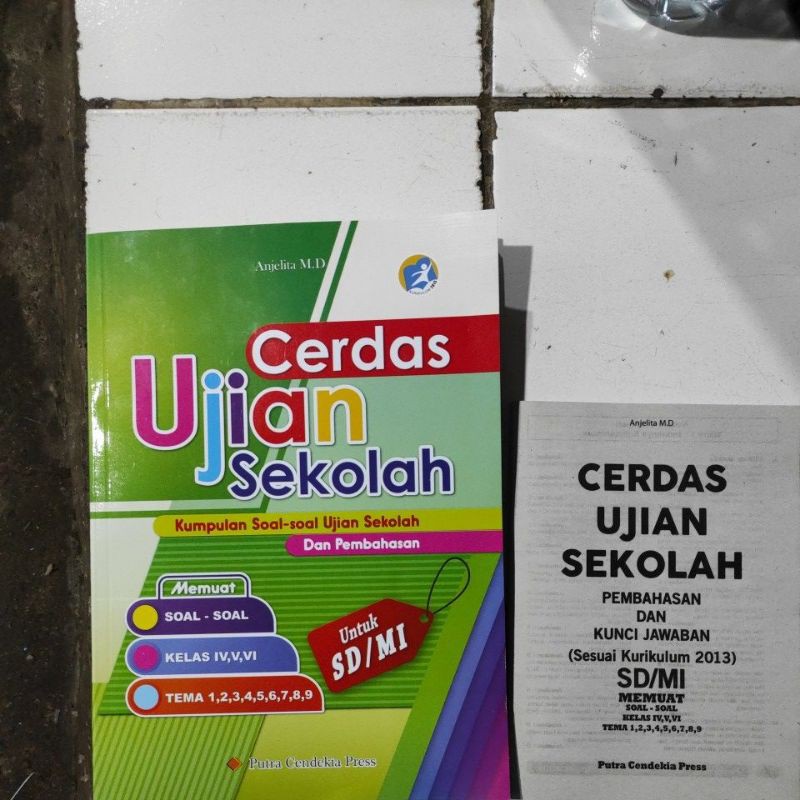 Anjelita M.D
Cerdas
Ujian
Sekolah
Kumpulan Soal-soal Ujian Sekolah
Dan Pembahasan
Memuat
SOAL - SOAL
KELAS IV,V,VI
TEMA 1,2,3,4,5,6,7,8,9
Untuk
SD/MI
Putra Cendekia Press
Anjelita M.D
CERDAS
UJIAN
SEKOLAH
PEMBAHASAN
DAN
KUNCI JAWABAN
(Sesuai Kurikulum 2013)
SD/MI
MEMUAT
SOAL - SOAL
KELAS IV,V,VI
TEMA 1,2,3,4,5,6,7,8,9
Putra Cendekia Press